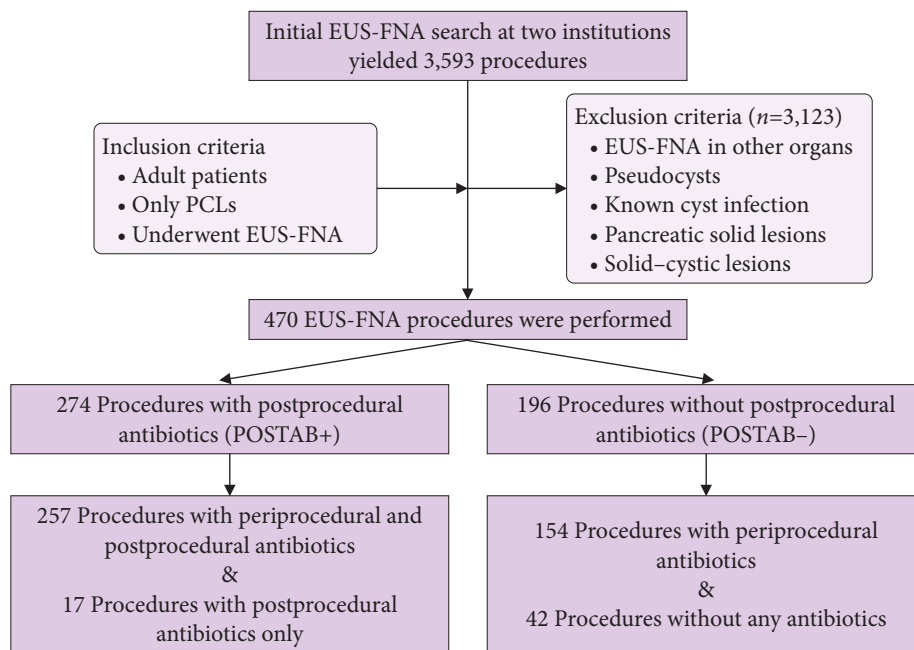 Initial EUS-FNA search at two institutions
yielded 3,593 procedures
Inclusion criteria
• Adult patients
• Only PCLs
• Underwent EUS-FNA
Exclusion criteria (n=3,123)
• EUS-FNA in other organs
• Pseudocysts
• Known cyst infection
• Pancreatic solid lesions
• Solid–cystic lesions
470 EUS-FNA procedures were performed
274 Procedures with postprocedural
antibiotics (POSTAB+)
196 Procedures without postprocedural
antibiotics (POSTAB–)
257 Procedures with periprocedural and
postprocedural antibiotics
&
17 Procedures with postprocedural
antibiotics only
154 Procedures with periprocedural
antibiotics
&
42 Procedures without any antibiotics